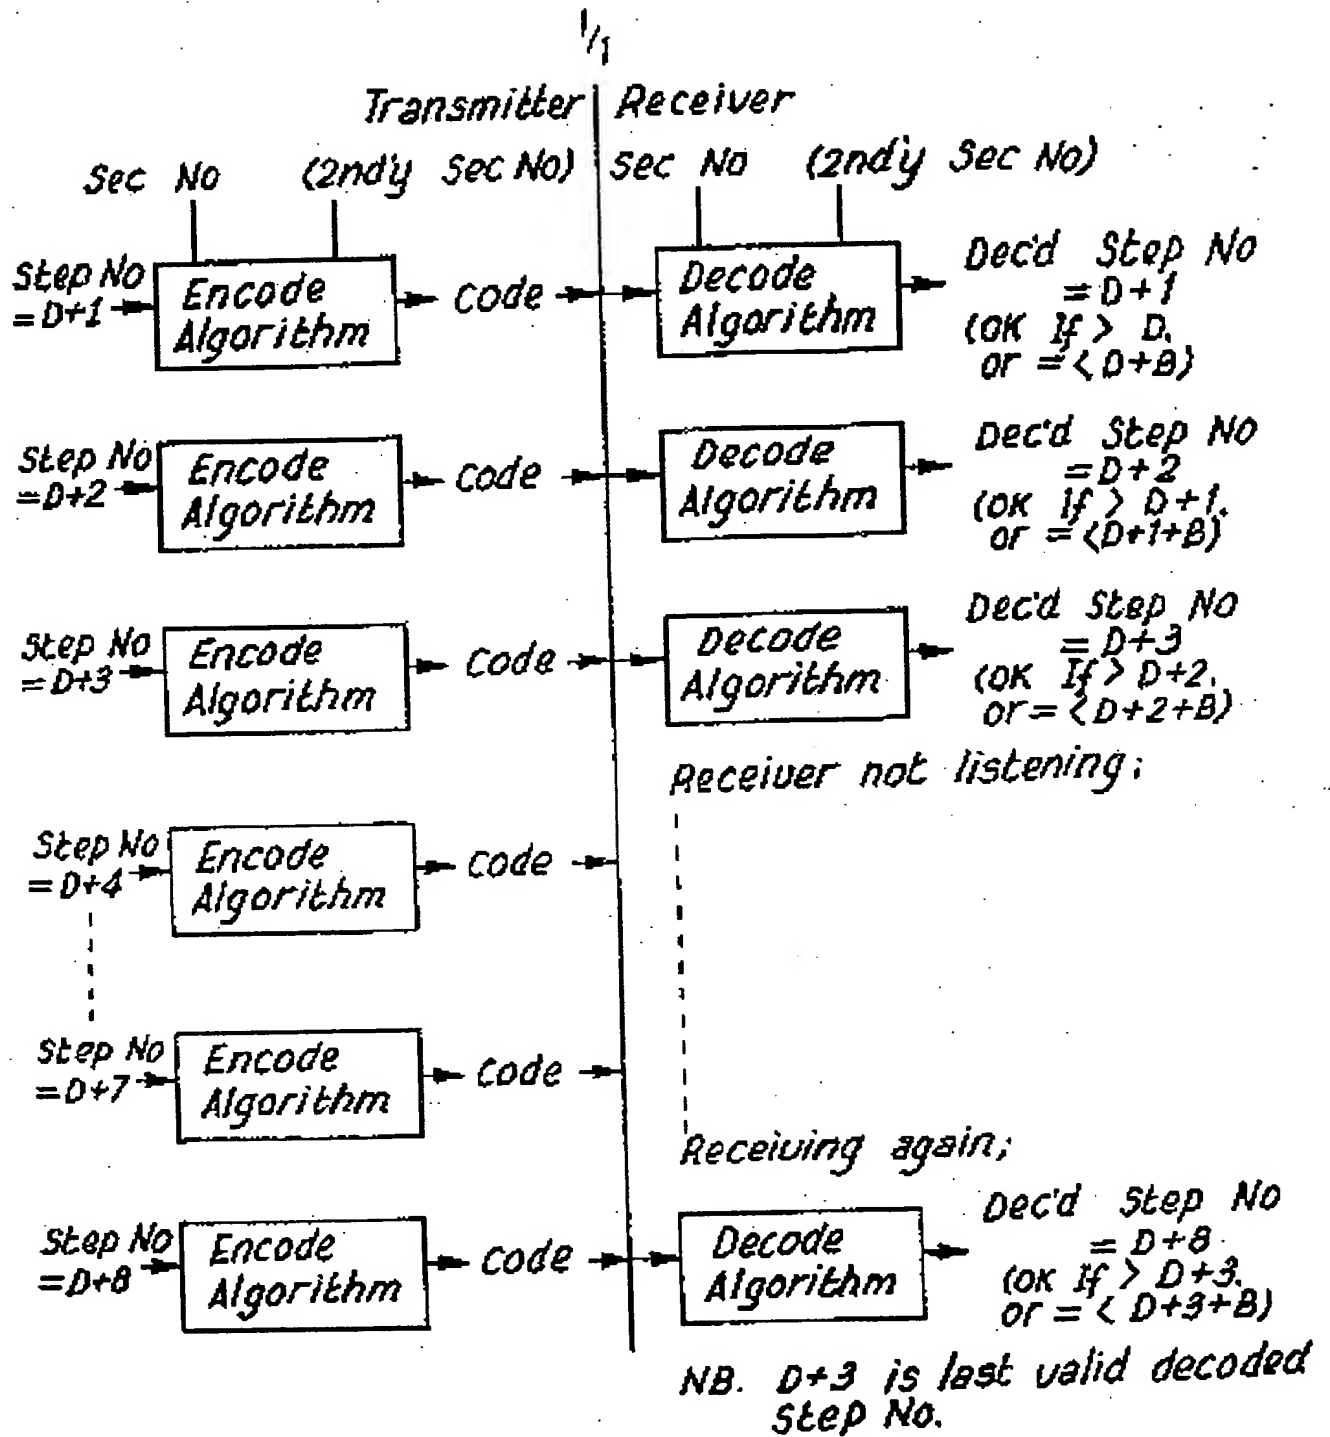 1/1
Transmitter Receiver
Sec No (2nd'y Sec No) Sec No (2nd'y Sec No)
Step No
=D+1
Encode
Algorithm
Code
Decode
Algorithm
Dec'd Step No
=D+1
(OK If > D.
or =<D+B)
Step No
=D+2
Encode
Algorithm
Code
Decode
Algorithm
Dec'd Step No
=D+2
(OK If > D+1.
or =<D+1+B)
Step No
=D+3
Encode
Algorithm
Code
Decode
Algorithm
Dec'd Step No
=D+3
(OK If > D+2.
or =<D+2+B)
Receiver not listening;
Step No
=D+4
Encode
Algorithm
Code
Step No
=D+7
Encode
Algorithm
Code
Receiving again;
Step No
=D+8
Encode
Algorithm
Code
Decode
Algorithm
Dec'd Step No
=D+8.
(OK If > D+3.
or =< D+3+B)
NB. D+3 is last valid decoded
Step No.